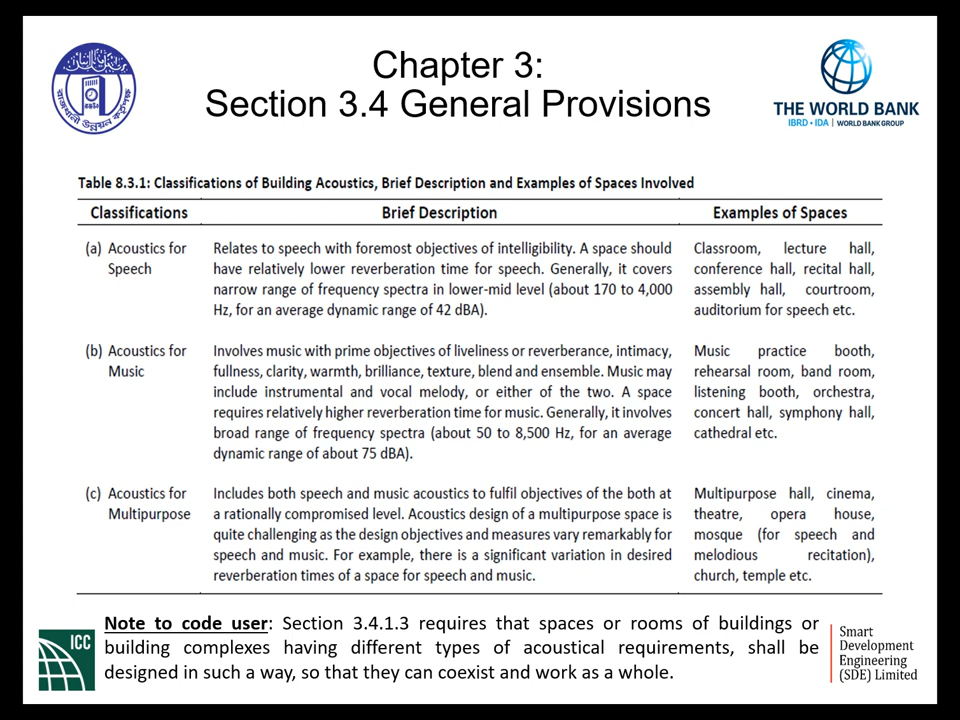 Chapter 3:
Section 3.4 General Provisions
THE WORLD BANK
IBRD • IDA | WORLD BANK GROUP
Table 8.3.1: Classifications of Building Acoustics, Brief Description and Examples of Spaces Involved
Classifications Brief Description Examples of Spaces
(a) Acoustics for Speech
Relates to speech with foremost objectives of intelligibility. A space should
have relatively lower reverberation time for speech. Generally, it covers
narrow range of frequency spectra in lower-mid level (about 170 to 4,000
Hz, for an average dynamic range of 42 dBA).
Classroom, lecture hall,
conference hall, recital hall,
assembly hall, courtroom,
auditorium for speech etc.
(b) Acoustics for Music
Involves music with prime objectives of liveliness or reverberance, intimacy,
fullness, clarity, warmth, brilliance, texture, blend and ensemble. Music may
include instrumental and vocal melody, or either of the two. A space
requires relatively higher reverberation time for music. Generally, it involves
broad range of frequency spectra (about 50 to 8,500 Hz, for an average
dynamic range of about 75 dBA).
Music practice booth,
rehearsal room, band room,
listening booth, orchestra,
concert hall, symphony hall,
cathedral etc.
(c) Acoustics for Multipurpose
Includes both speech and music acoustics to fulfil objectives of the both at
a rationally compromised level. Acoustics design of a multipurpose space is
quite challenging as the design objectives and measures vary remarkably for
speech and music. For example, there is a significant variation in desired
reverberation times of a space for speech and music.
Multipurpose hall, cinema,
theatre, opera house,
mosque (for speech and
melodious recitation),
church, temple etc.
Note to code user: Section 3.4.1.3 requires that spaces or rooms of buildings or
building complexes having different types of acoustical requirements, shall be
designed in such a way, so that they can coexist and work as a whole.
ICC
Smart
Development
Engineering
(SDE) Limited